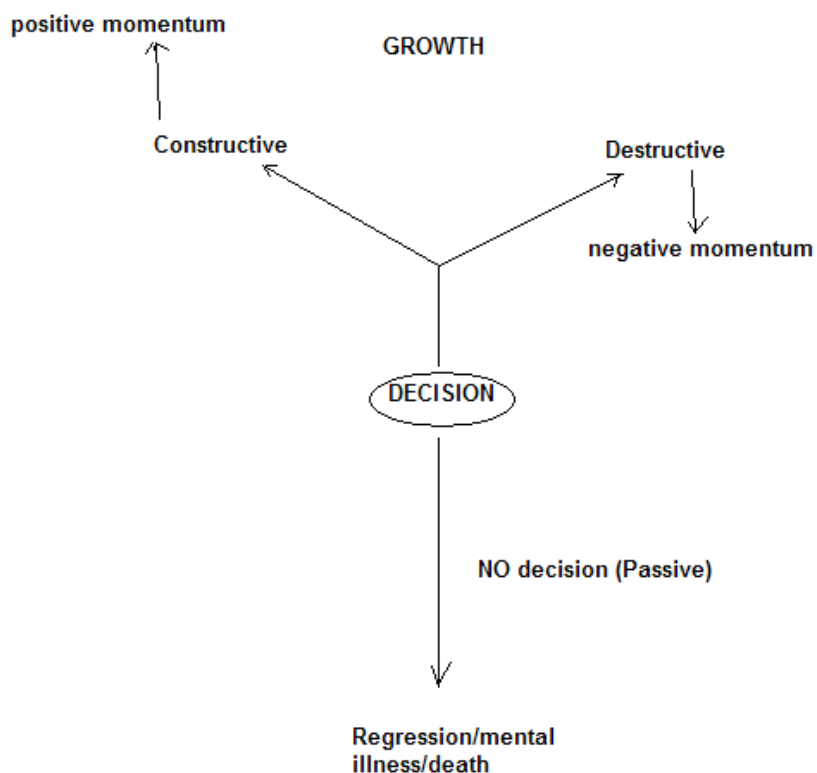 positive momentum
GROWTH
Constructive
Destructive
negative momentum
DECISION
NO decision (Passive)
Regression/mental
illness/death